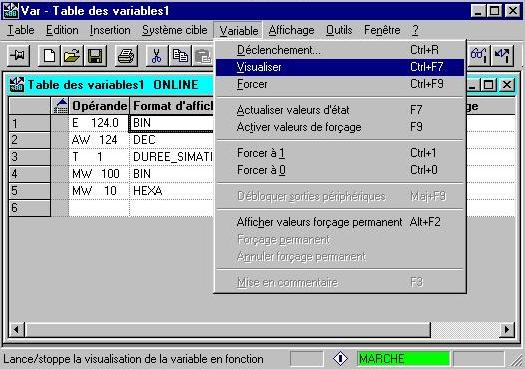 Var - Table des variables1
Table Edition Insertion Système cible Variable Affichage Outils Fenêtre ?
Table des variables1 ONLINE
Déclenchement... Ctrl+R
Visualiser Ctrl+F7
Forcer Ctrl+F9
Actualiser valeurs d'état F7
Activer valeurs de forçage F9
Forcer à 1 Ctrl+1
Forcer à 0 Ctrl+0
Débloquer sorties périphériques Maj+F9
Afficher valeurs forçage permanent Alt+F2
Forçage permanent
Annuler forçage permanent
Mise en commentaire F3
Opérande Format d'affic
1 E 124.0 BIN
2 AW 124 DEC
3 T 1 DUREE_SIMATI
4 MW 100 BIN
5 MW 10 HEXA
6
Lance/stoppe la visualisation de la variable en fonction MARCHE